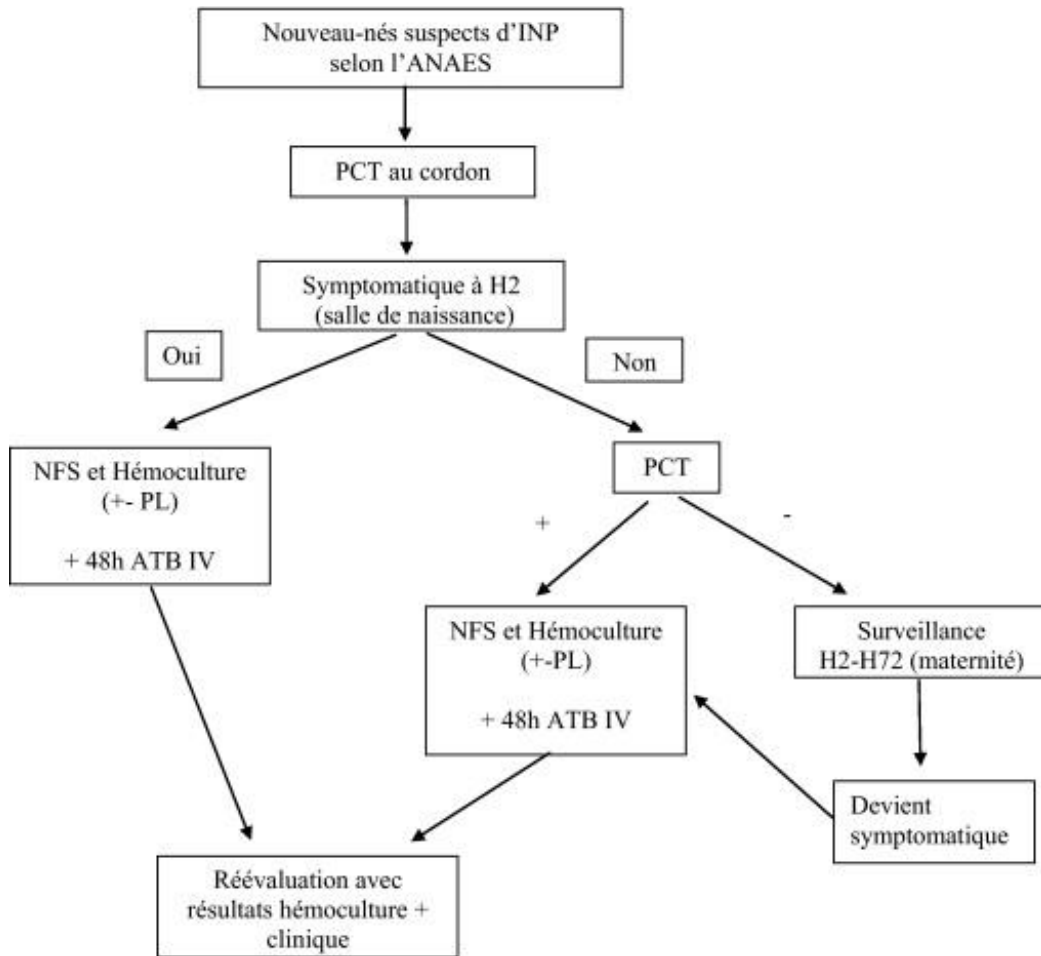 Nouveau-nés suspects d'INP
selon l'ANAES
PCT au cordon
Symptomatique à H2
(salle de naissance)
Oui
Non
NFS et Hémoculture
(+- PL)
+ 48h ATB IV
PCT
+
-
NFS et Hémoculture
(+-PL)
+ 48h ATB IV
Surveillance
H2-H72 (maternité)
Devient
symptomatique
Réévaluation avec
résultats hémoculture +
clinique